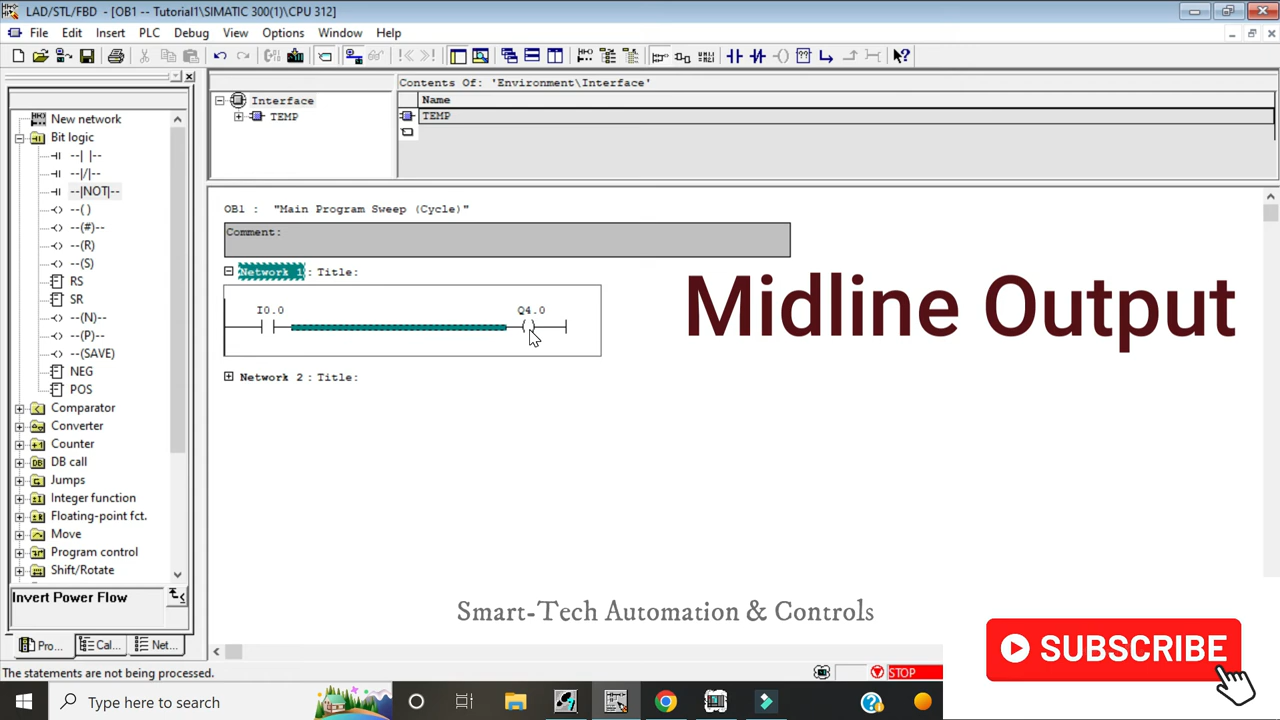 LAD/STL/FBD - [OB1 -- Tutorial1\SIMATIC 300(1)\CPU 312]
File Edit Insert PLC Debug View Options Window Help
New network
Bit logic
--| |--
--|/|--
--|NOT|--
--( )
--(#)--
--(R)
--(S)
RS
SR
--(N)--
--(P)--
--(SAVE)
NEG
POS
Comparator
Converter
Counter
DB call
Jumps
Integer function
Floating-point fct.
Move
Program control
Shift/Rotate
Invert Power Flow
Pro... Cal... Net...
Interface
TEMP
Contents Of: 'Environment\Interface'
Name
TEMP
OB1 : "Main Program Sweep (Cycle)"
Comment:
Network 1 : Title:
I0.0 Q4.0
Network 2 : Title:
Midline Output
Smart-Tech Automation & Controls
SUBSCRIBE
The statements are not being processed.
STOP
Type here to search